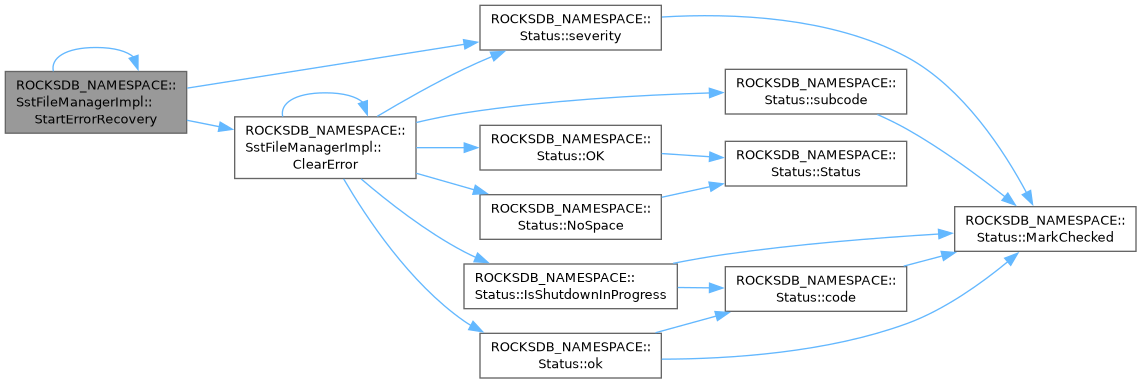 ROCKSDB_NAMESPACE::
SstFileManagerImpl::
StartErrorRecovery
ROCKSDB_NAMESPACE::
SstFileManagerImpl::
ClearError
ROCKSDB_NAMESPACE::
Status::severity
ROCKSDB_NAMESPACE::
Status::subcode
ROCKSDB_NAMESPACE::
Status::OK
ROCKSDB_NAMESPACE::
Status::Status
ROCKSDB_NAMESPACE::
Status::NoSpace
ROCKSDB_NAMESPACE::
Status::MarkChecked
ROCKSDB_NAMESPACE::
Status::IsShutdownInProgress
ROCKSDB_NAMESPACE::
Status::code
ROCKSDB_NAMESPACE::
Status::ok